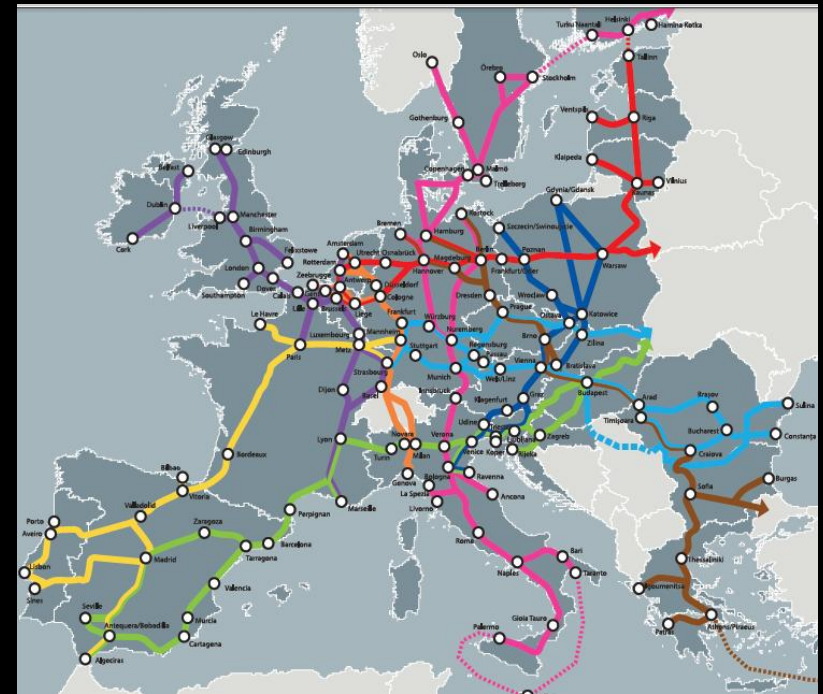 Turku/Naantali
Helsinki
Hamina Kotka
Oslo
Örebro
Stockholm
Tallinn
Gothenburg
Ventspils
Riga
Glasgow
Edinburgh
Belfast
Klaipeda
Copenhagen
Malmö
Trelleborg
Kaunas
Vilnius
Gdynia/Gdansk
Dublin
Manchester
Liverpool
Birmingham
Rostock
Szczecin/Swinoujscie
Cork
Bremen
Hamburg
Felixstowe
Amsterdam
Utrecht
Osnabrück
Magdeburg
Berlin
Poznan
Warsaw
London
Rotterdam
Hannover
Frankfurt/Oder
Southampton
Dover
Zeebrugge
Antwerp
Düsseldorf
Calais
Gent
Cologne
Dresden
Wroclaw
Lille
Brussels
Liege
Frankfurt
Prague
Katowice
Le Havre
Luxembourg
Mannheim
Würzburg
Ostava
Nuremberg
Brno
Zilina
Paris
Metz
Stuttgart
Regensburg
Passau
Strasbourg
Munich
Wels/Linz
Vienna
Bratislava
Dijon
Basel
Innsbruck
Budapest
Graz
Klagenfurt
Arad
Brasov
Sulina
Timişoara
Lyon
Udine
Novara
Verona
Ljubljana
Zagreb
Bucharest
Constanta
Turin
Milan
Venice
Koper
Rijeka
Craiova
Bordeaux
Genova
Bologna
Ravenna
Bilbao
La Spezia
Ancona
Sofia
Burgas
Vitoria
Livorno
Marseille
Perpignan
Porto
Valladolid
Zaragoza
Aveiro
Roma
Barcelona
Madrid
Tarragona
Bari
Thessaloniki
Lisbon
Naples
Taranto
Sines
Valencia
Igoumenitsa
Seville
Murcia
Antequera/Bobadilla
Gioia Tauro
Palermo
Patras
Athens/Piraeus
Cartagena
Algeciras